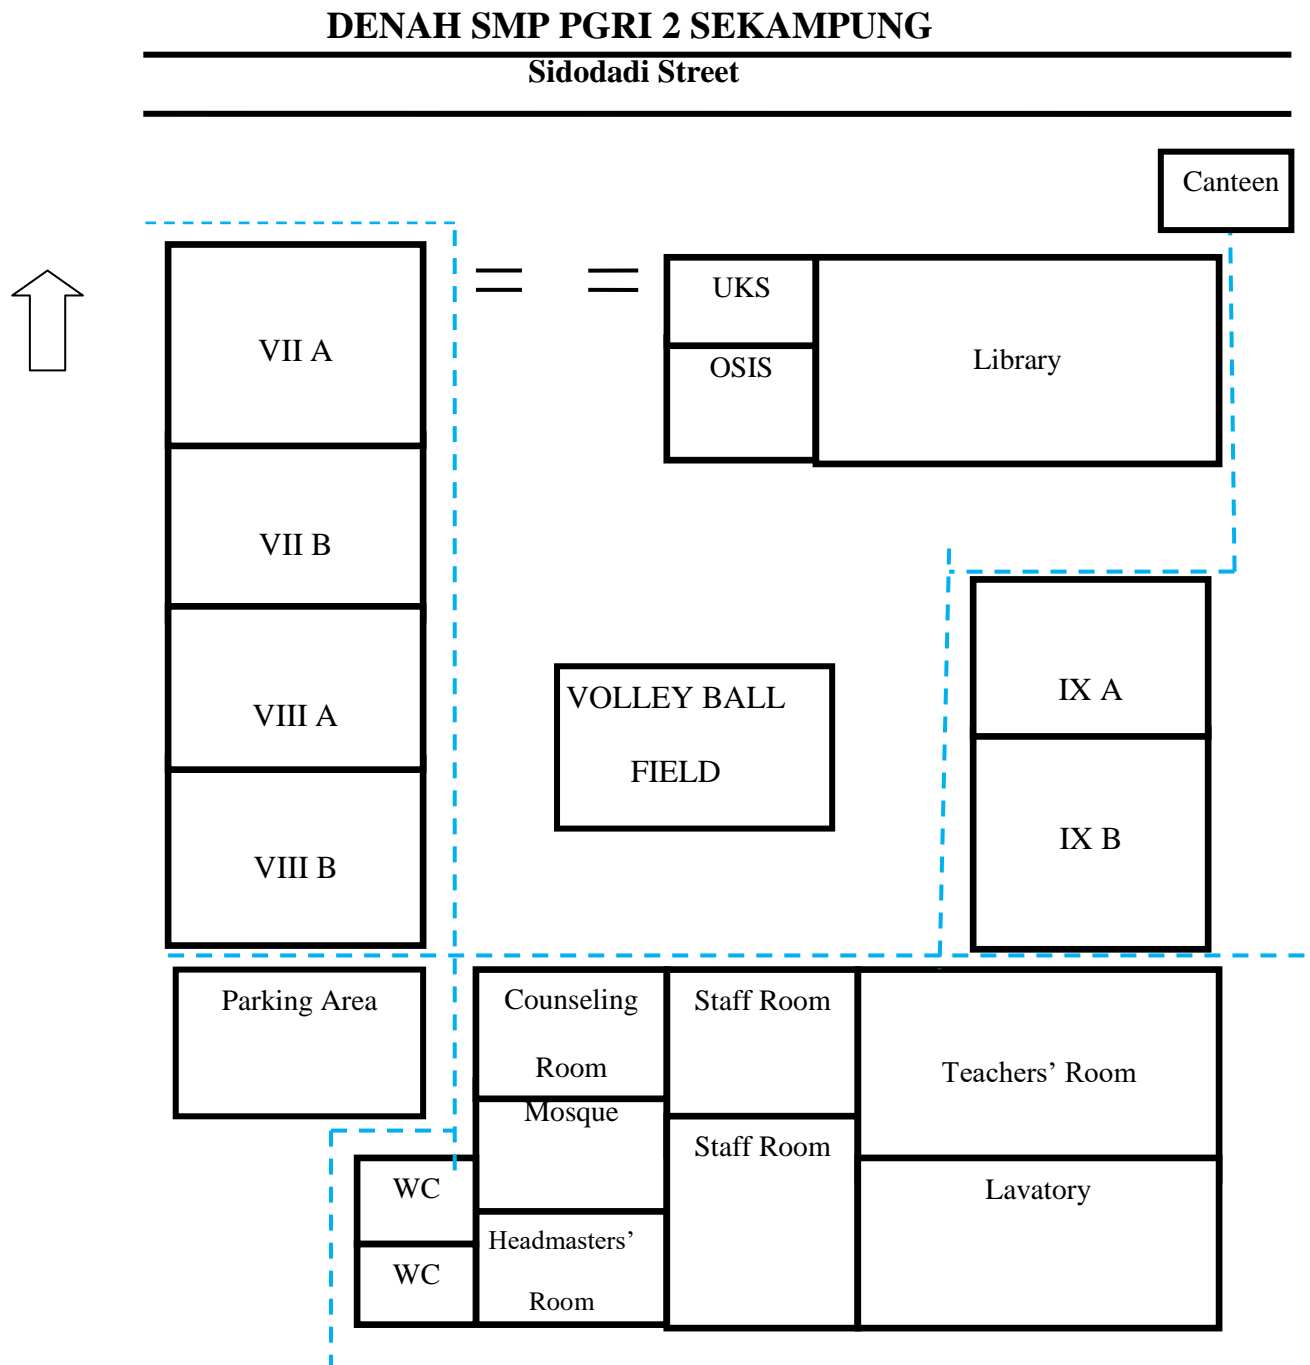 DENAH SMP PGRI 2 SEKAMPUNG
Sidodadi Street
Canteen
UKS
VII A
OSIS
Library
VII B
VIII A
VOLLEY BALL
FIELD
IX A
VIII B
IX B
Parking Area
Counseling
Room
Staff Room
Teachers’ Room
Mosque
Staff Room
WC
Lavatory
Headmasters’
Room
WC